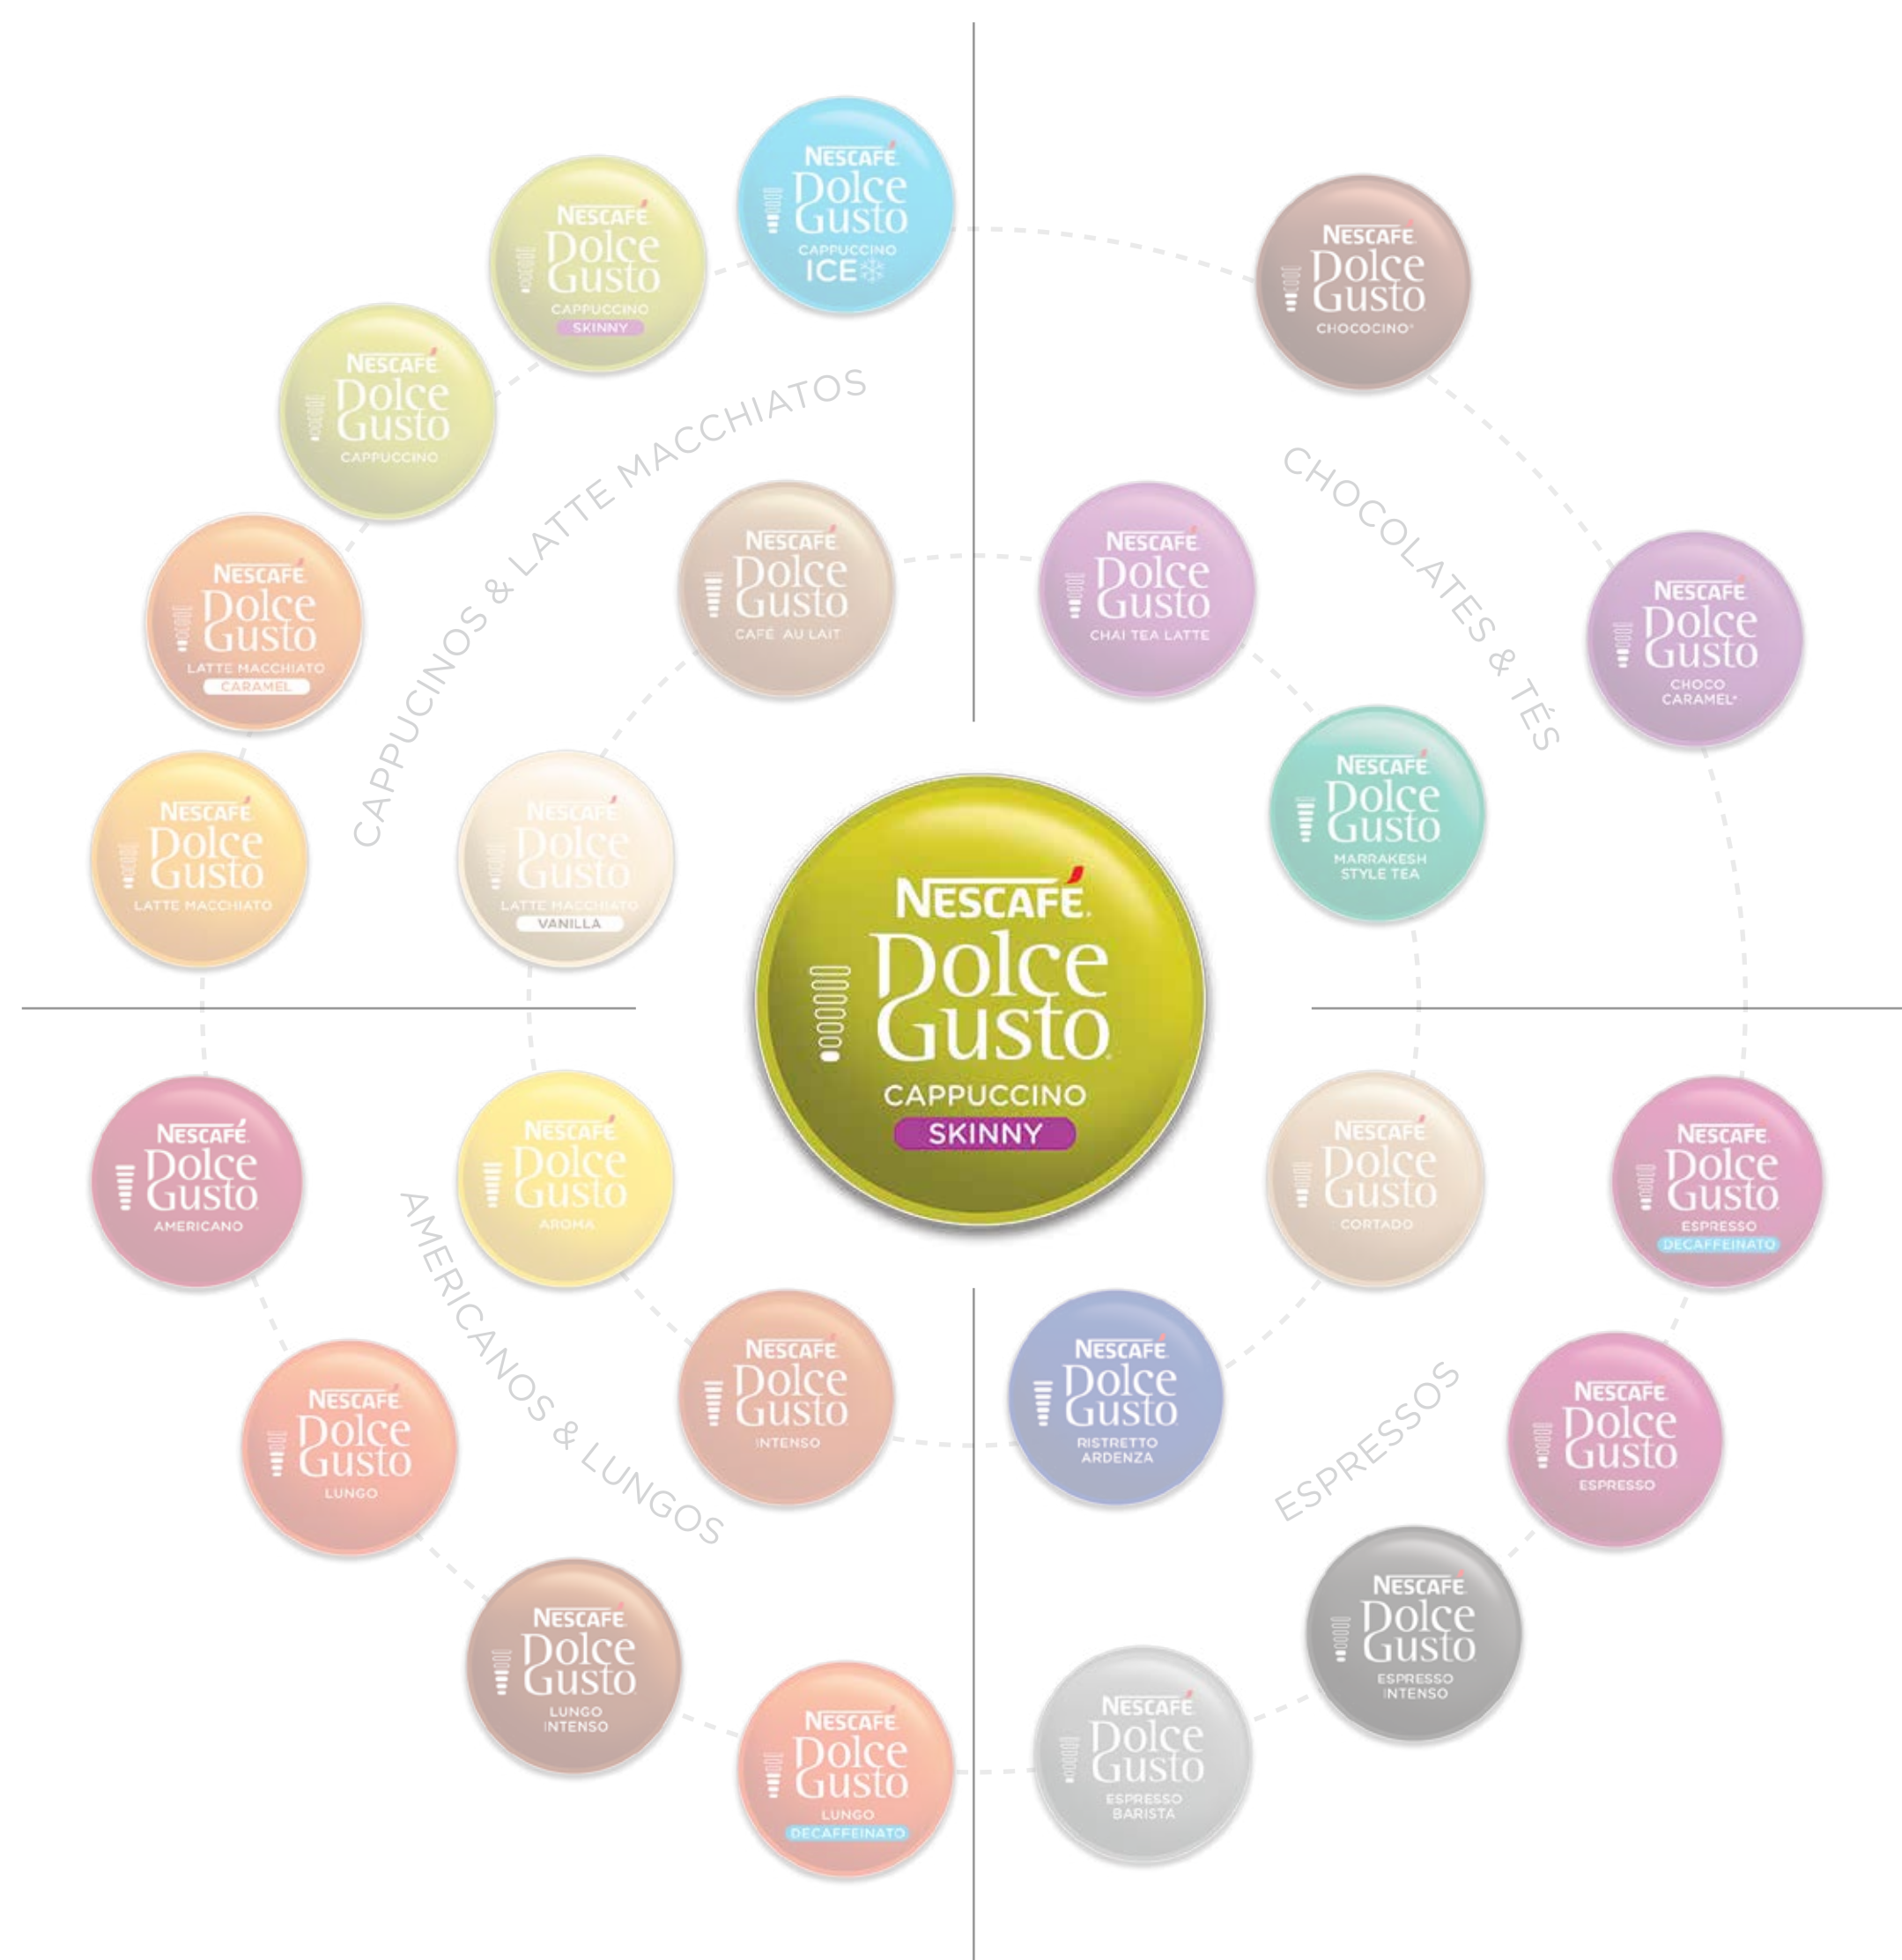 NESCAFÉ
Dolce
Gusto
CAPPUCCINO
ICE
NESCAFÉ
Dolce
Gusto
CAPPUCCINO
SKINNY
NESCAFÉ
Dolce
Gusto
CAPPUCCINO
NESCAFÉ
Dolce
Gusto
LATTE MACCHIATO
CARAMEL
NESCAFÉ
Dolce
Gusto
LATTE MACCHIATO
CAPPUCINOS & LATTE MACCHIATOS
NESCAFÉ
Dolce
Gusto
CAFÉ AU LAIT
NESCAFÉ
Dolce
Gusto
LATTE MACCHIATO
VANILLA
NESCAFÉ
Dolce
Gusto
CHOCOCINO*
NESCAFÉ
Dolce
Gusto
CHOCO
CARAMEL*
CHOCOLATES & TÉS
NESCAFÉ
Dolce
Gusto
CHAI TEA LATTE
NESCAFÉ
Dolce
Gusto
MARRAKESH
STYLE TEA
NESCAFÉ.
Dolce
Gusto
CAPPUCCINO
SKINNY
NESCAFÉ
Dolce
Gusto
AMERICANO
NESCAFÉ
Dolce
Gusto
AROMA
AMERICANOS & LUNGOS
NESCAFÉ
Dolce
Gusto
LUNGO
NESCAFÉ
Dolce
Gusto
INTENSO
NESCAFÉ
Dolce
Gusto
LUNGO
INTENSO
NESCAFÉ
Dolce
Gusto
LUNGO
DECAFFEINATO
NESCAFÉ
Dolce
Gusto
CORTADO
NESCAFÉ
Dolce
Gusto
ESPRESSO
DECAFFEINATO
NESCAFÉ
Dolce
Gusto
RISTRETTO
ARDENZA
ESPRESSOS
NESCAFÉ
Dolce
Gusto
ESPRESSO
NESCAFÉ
Dolce
Gusto
ESPRESSO
INTENSO
NESCAFÉ
Dolce
Gusto
ESPRESSO
BARISTA